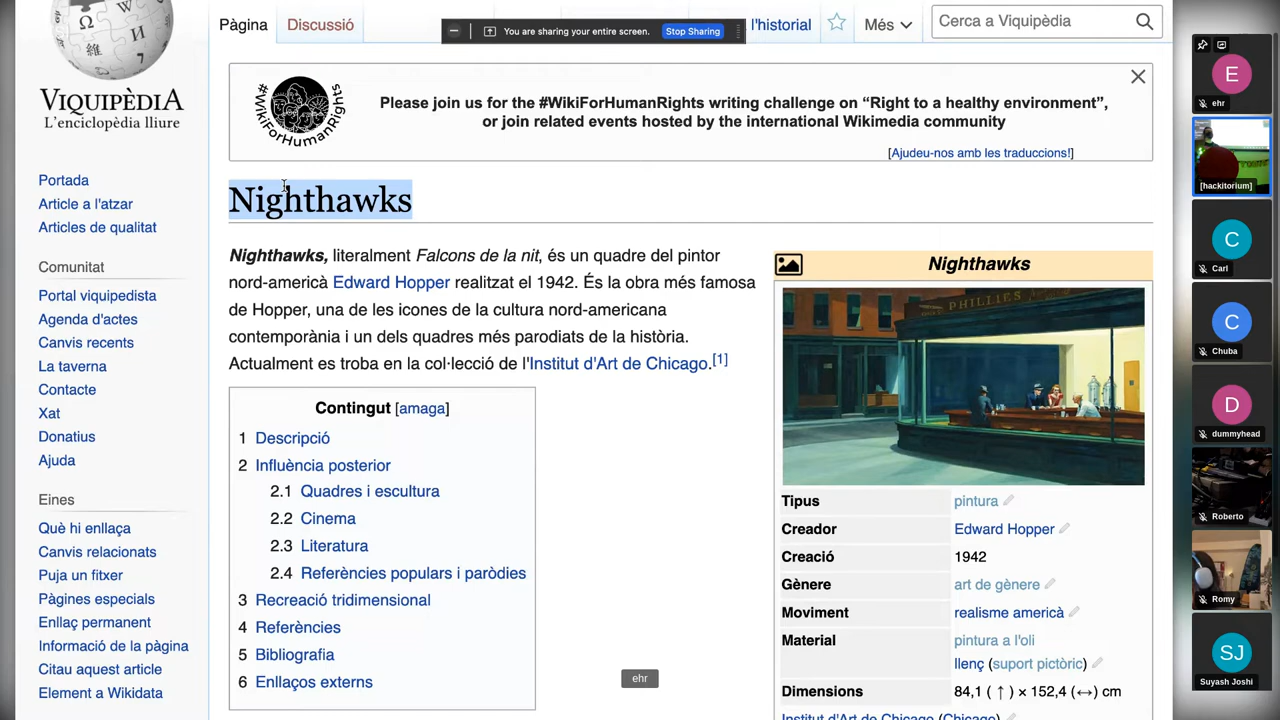 Pàgina
Discussió
You are sharing your entire screen.
Stop Sharing
l'historial
Més
Cerca a Viquipèdia
VIQUIPÈDIA
L'enciclopèdia lliure
#WikiForHumanRights
Please join us for the #WikiForHumanRights writing challenge on “Right to a healthy environment”,
or join related events hosted by the international Wikimedia community
[Ajudeu-nos amb les traduccions!]
Portada
Article a l'atzar
Articles de qualitat
Comunitat
Portal viquipedista
Agenda d'actes
Canvis recents
La taverna
Contacte
Xat
Donatius
Ajuda
Eines
Què hi enllaça
Canvis relacionats
Puja un fitxer
Pàgines especials
Enllaç permanent
Informació de la pàgina
Citau aquest article
Element a Wikidata
Nighthawks
Nighthawks, literalment Falcons de la nit, és un quadre del pintor
nord-americà Edward Hopper realitzat el 1942. És la obra més famosa
de Hopper, una de les icones de la cultura nord-americana
contemporània i un dels quadres més parodiats de la història.
Actualment es troba en la col·lecció de l'Institut d'Art de Chicago.[1]
Contingut [amaga]
1 Descripció
2 Influència posterior
2.1 Quadres i escultura
2.2 Cinema
2.3 Literatura
2.4 Referències populars i paròdies
3 Recreació tridimensional
4 Referències
5 Bibliografia
6 Enllaços externs
Nighthawks
PHILLIES
Tipus pintura
Creador Edward Hopper
Creació 1942
Gènere art de gènere
Moviment realisme americà
Material pintura a l'oli
llenç (suport pictòric)
Dimensions 84,1 ( ↑ ) × 152,4 (↔) cm
Institut d'Art de Chicago (Chicago)
ehr
E
ehr
[hackitorium]
C
Carl
C
Chuba
D
dummyhead
Roberto
Romy
SJ
Suyash Joshi